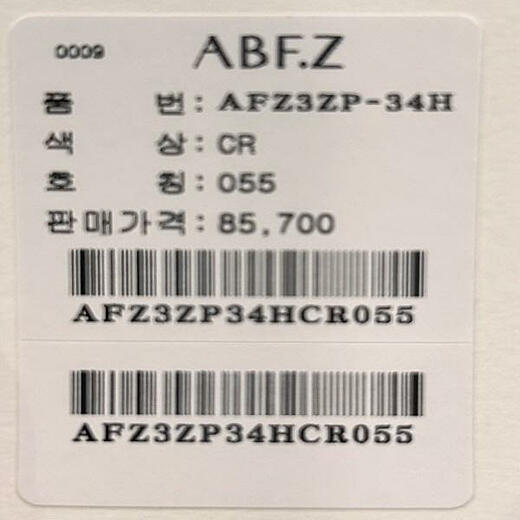 0009 ABF.Z
품 번 : AFZ3ZP-34H
색 상 : CR
호 칭 : 055
판매가격 : 85,700
AFZ3ZP34HCR055
AFZ3ZP34HCR055